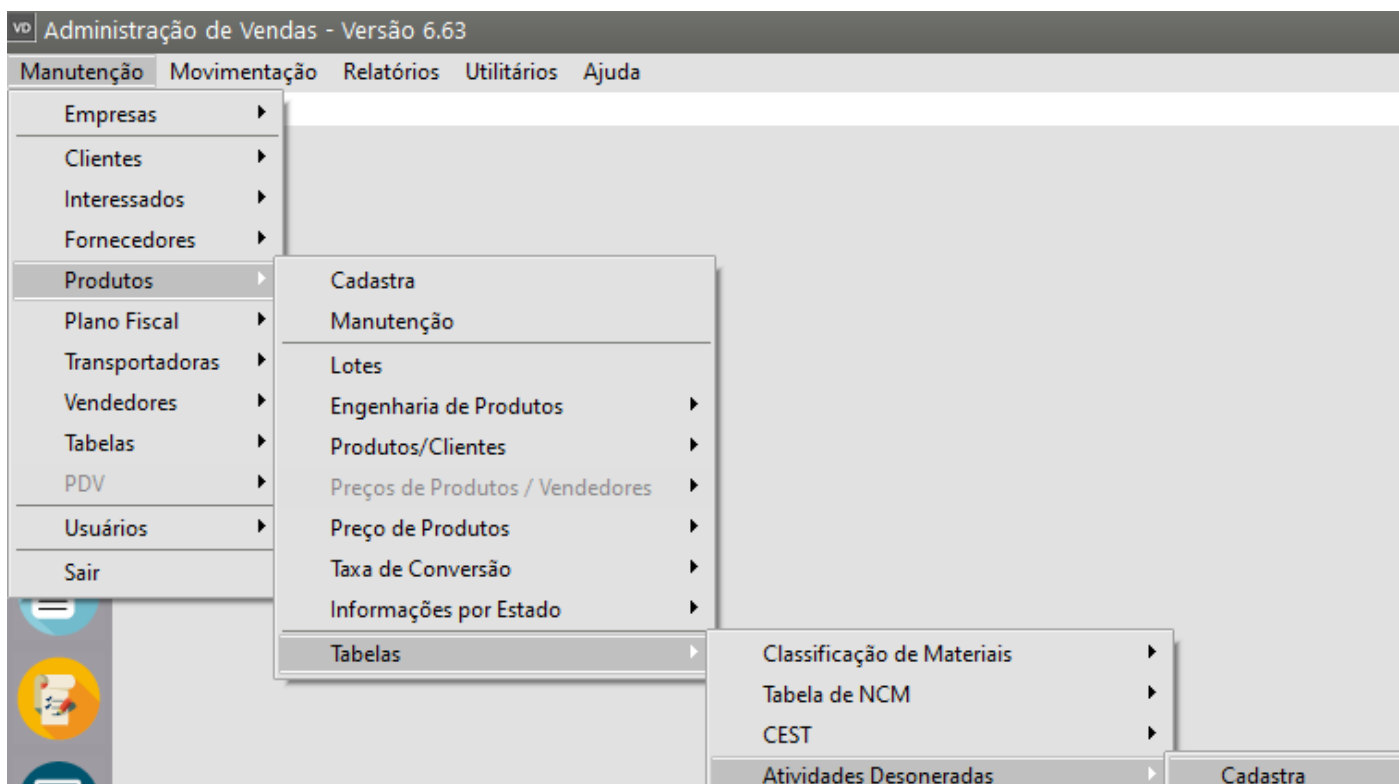 VD Administração de Vendas - Versão 6.63
Manutenção Movimentação Relatórios Utilitários Ajuda
Empresas
Clientes
Interessados
Fornecedores
Produtos
Plano Fiscal
Transportadoras
Vendedores
Tabelas
PDV
Usuários
Sair
Cadastra
Manutenção
Lotes
Engenharia de Produtos
Produtos/Clientes
Preços de Produtos / Vendedores
Preço de Produtos
Taxa de Conversão
Informações por Estado
Tabelas
Classificação de Materiais
Tabela de NCM
CEST
Atividades Desoneradas
Cadastra